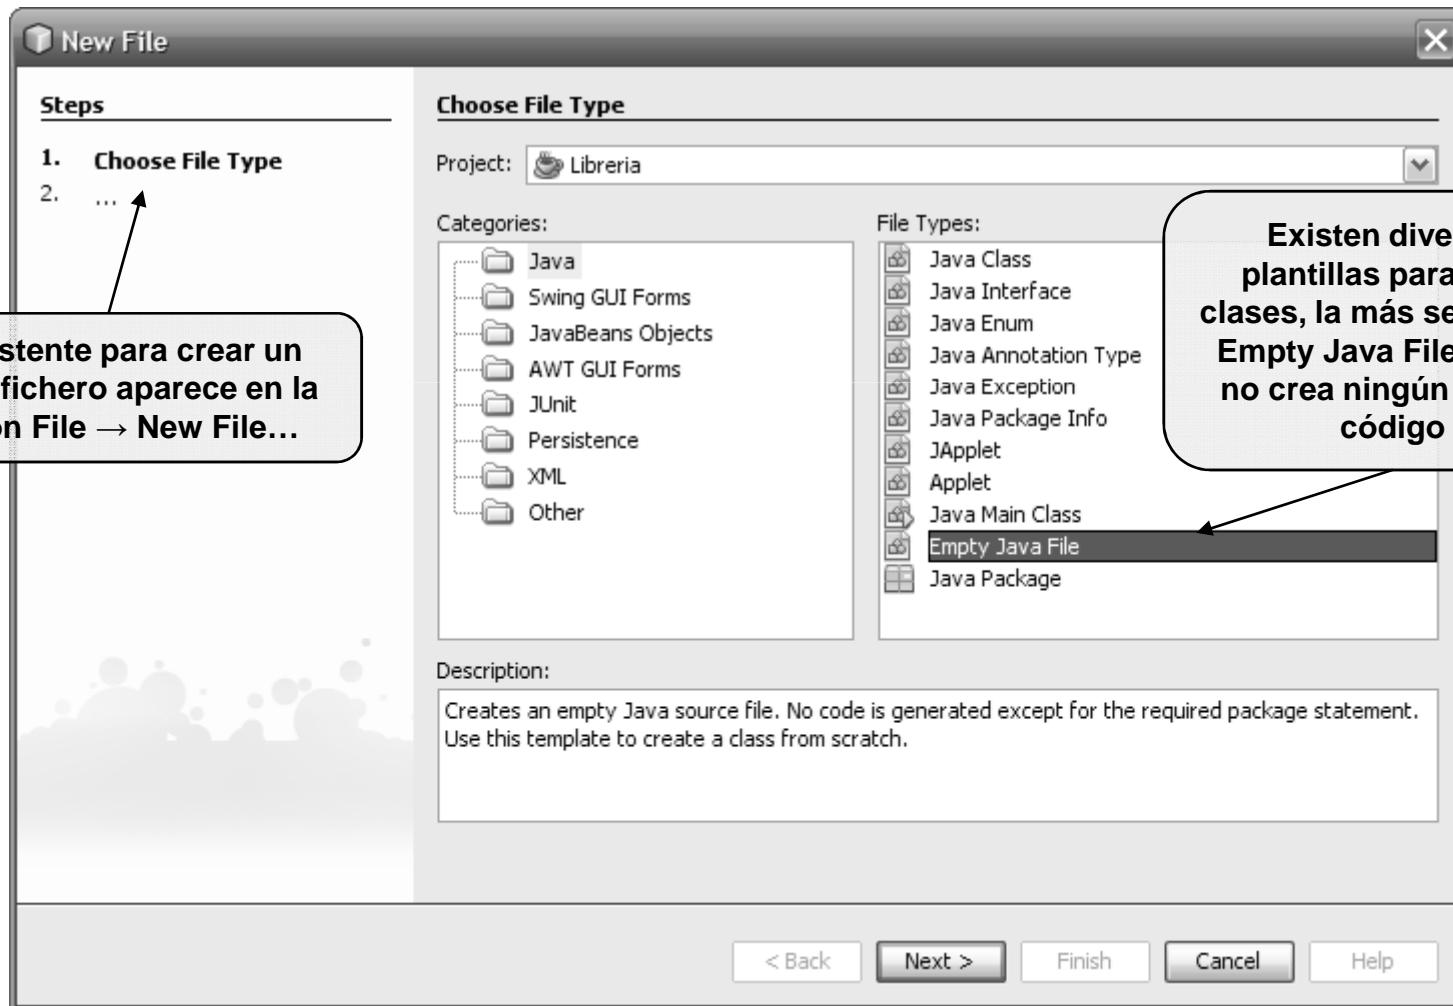 New File
Steps
1. Choose File Type
2. ...
Choose File Type
Project: Libreria
Categories:
Java
Swing GUI Forms
JavaBeans Objects
AWT GUI Forms
JUnit
Persistence
XML
Other
File Types:
Java Class
Java Interface
Java Enum
Java Annotation Type
Java Exception
Java Package Info
JApplet
Applet
Java Main Class
Empty Java File
Java Package
stente para crear un
fichero aparece en la
ón File → New File…
Existen dive
plantillas para
clases, la más se
Empty Java File
no crea ningún
código
Description:
Creates an empty Java source file. No code is generated except for the required package statement.
Use this template to create a class from scratch.
< Back Next > Finish Cancel Help